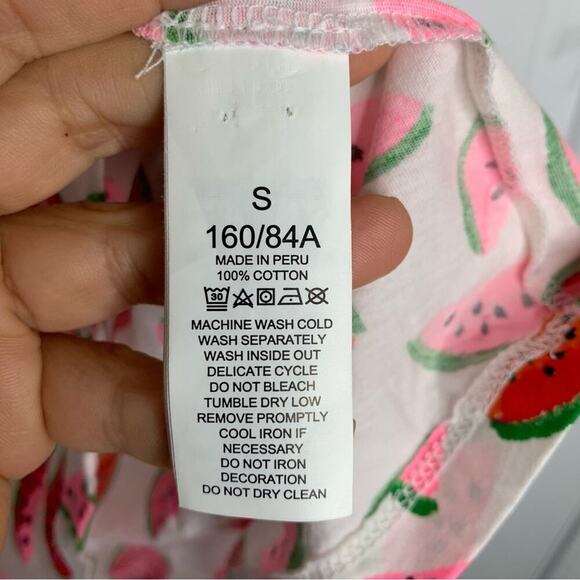 S
160/84A
MADE IN PERU
100% COTTON
30
MACHINE WASH COLD
WASH SEPARATELY
WASH INSIDE OUT
DELICATE CYCLE
DO NOT BLEACH
TUMBLE DRY LOW
REMOVE PROMPTLY
COOL IRON IF
NECESSARY
DO NOT IRON
DECORATION
DO NOT DRY CLEAN